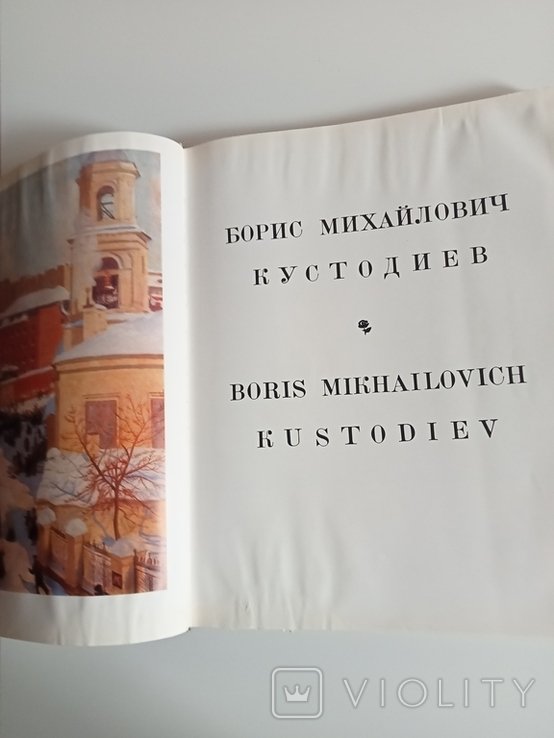 БОРИС МИХАЙЛОВИЧ
КУСТОДИЕВ
BORIS MIKHAILOVICH
KUSTODIEV
VIOLITY